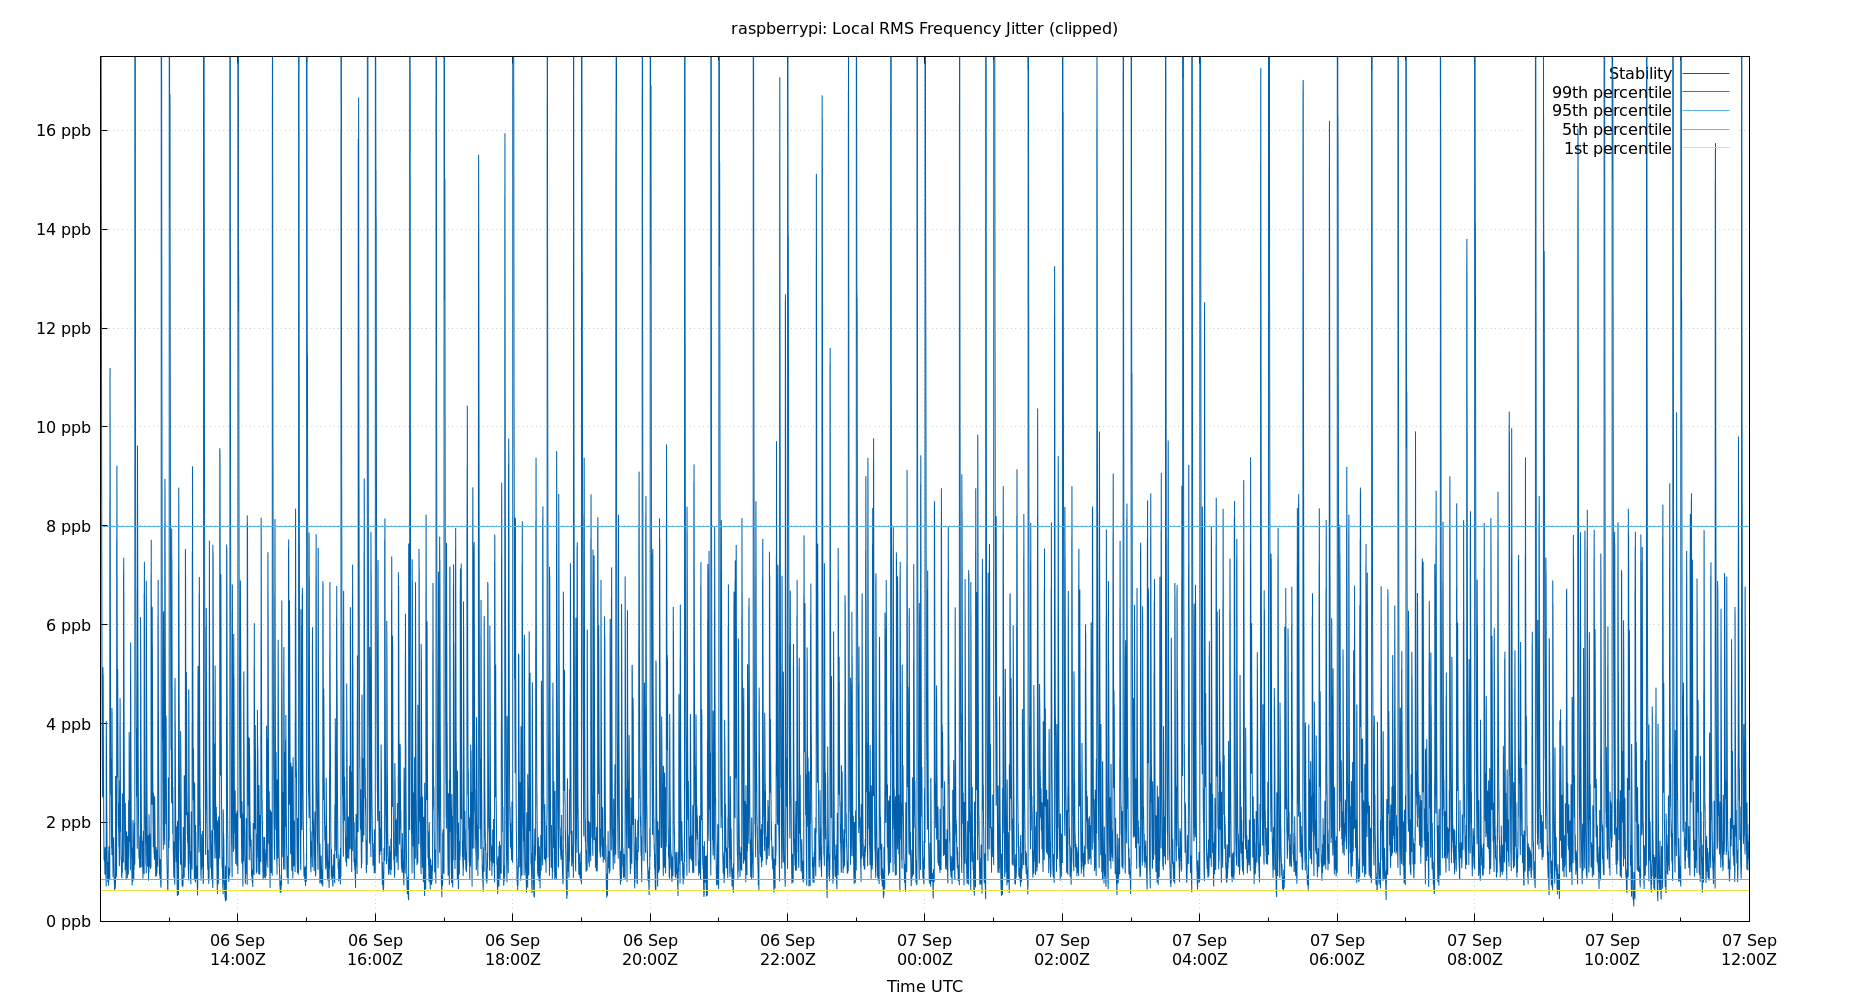 raspberrypi: Local RMS Frequency Jitter (clipped)
Stability
99th percentile
95th percentile
5th percentile
1st percentile
16 ppb
14 ppb
12 ppb
10 ppb
8 ppb
6 ppb
4 ppb
2 ppb
0 ppb
06 Sep 06 Sep 06 Sep 06 Sep 06 Sep 07 Sep 07 Sep 07 Sep 07 Sep 07 Sep 07 Sep 07 Sep
14:00Z 16:00Z 18:00Z 20:00Z 22:00Z 00:00Z 02:00Z 04:00Z 06:00Z 08:00Z 10:00Z 12:00Z
Time UTC